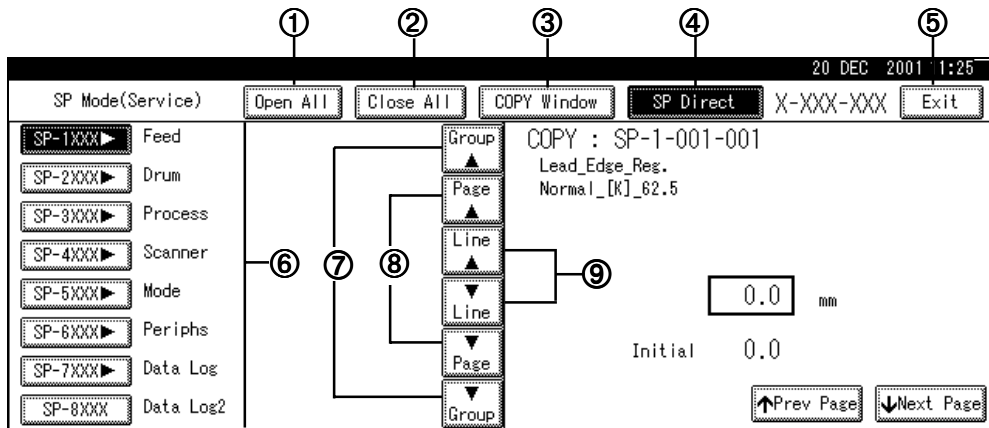 ① ② ③ ④ ⑤
20 DEC 2001 11:25
SP Mode(Service) Open All Close All COPY Window SP Direct X-XXX-XXX Exit
SP-1XXX▶ Feed
SP-2XXX▶ Drum
SP-3XXX▶ Process
SP-4XXX▶ Scanner
SP-5XXX▶ Mode
SP-6XXX▶ Periphs
SP-7XXX▶ Data Log
SP-8XXX Data Log2
⑥ ⑦ ⑧ ⑨
Group
▲
Page
▲
Line
▲
▼
Line
▼
Page
▼
Group
COPY : SP-1-001-001
Lead_Edge_Reg.
Normal_[K]_62.5
0.0 mm
Initial 0.0
↑Prev Page ↓Next Page